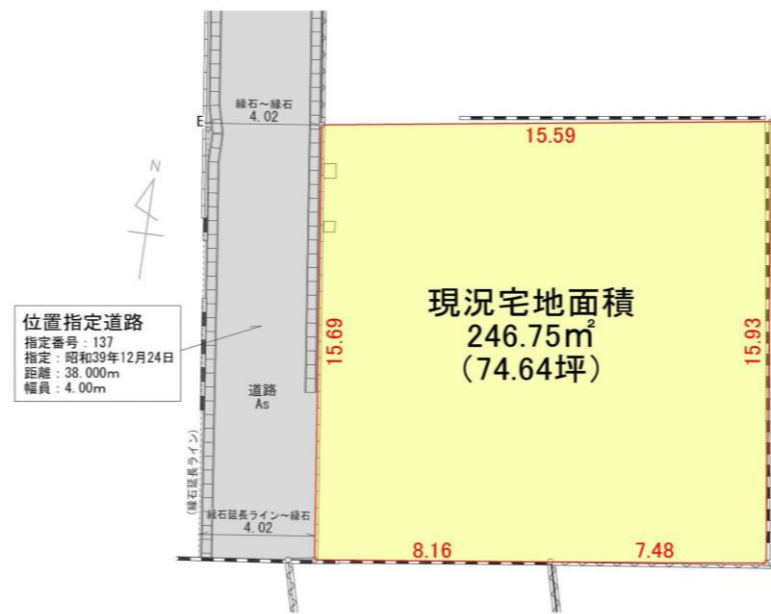 縁石~縁石
4.02
E
15.59
N
現況宅地面積
246.75㎡
(74.64坪)
15.69
15.93
位置指定道路
指定番号:137
指定:昭和39年12月24日
距離:38.000m
幅員:4.00m
道路
As
(縁石延長ライン)
縁石延長ライン~縁石
4.02
8.16
7.48